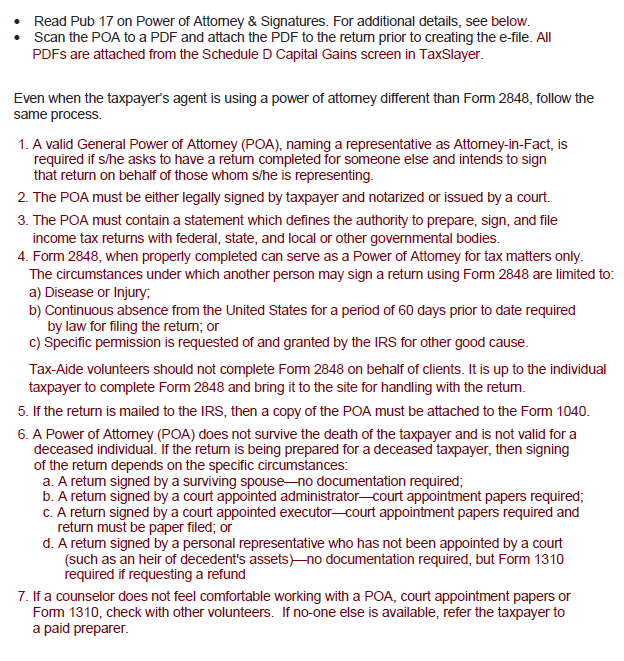 • Read Pub 17 on Power of Attorney & Signatures. For additional details, see below.
• Scan the POA to a PDF and attach the PDF to the return prior to creating the e-file. All
PDFs are attached from the Schedule D Capital Gains screen in TaxSlayer.
Even when the taxpayer's agent is using a power of attorney different than Form 2848, follow the
same process.
1. A valid General Power of Attorney (POA), naming a representative as Attorney-in-Fact, is
required if s/he asks to have a return completed for someone else and intends to sign
that return on behalf of those whom s/he is representing.
2. The POA must be either legally signed by taxpayer and notarized or issued by a court.
3. The POA must contain a statement which defines the authority to prepare, sign, and file
income tax returns with federal, state, and local or other governmental bodies.
4. Form 2848, when properly completed can serve as a Power of Attorney for tax matters only.
The circumstances under which another person may sign a return using Form 2848 are limited to:
a) Disease or Injury;
b) Continuous absence from the United States for a period of 60 days prior to date required
by law for filing the return; or
c) Specific permission is requested of and granted by the IRS for other good cause.
Tax-Aide volunteers should not complete Form 2848 on behalf of clients. It is up to the individual
taxpayer to complete Form 2848 and bring it to the site for handling with the return.
5. If the return is mailed to the IRS, then a copy of the POA must be attached to the Form 1040.
6. A Power of Attorney (POA) does not survive the death of the taxpayer and is not valid for a
deceased individual. If the return is being prepared for a deceased taxpayer, then signing
of the return depends on the specific circumstances:
a. A return signed by a surviving spouse—no documentation required;
b. A return signed by a court appointed administrator—court appointment papers required;
c. A return signed by a court appointed executor—court appointment papers required and
return must be paper filed; or
d. A return signed by a personal representative who has not been appointed by a court
(such as an heir of decedent's assets)—no documentation required, but Form 1310
required if requesting a refund
7. If a counselor does not feel comfortable working with a POA, court appointment papers or
Form 1310, check with other volunteers. If no-one else is available, refer the taxpayer to
a paid preparer.